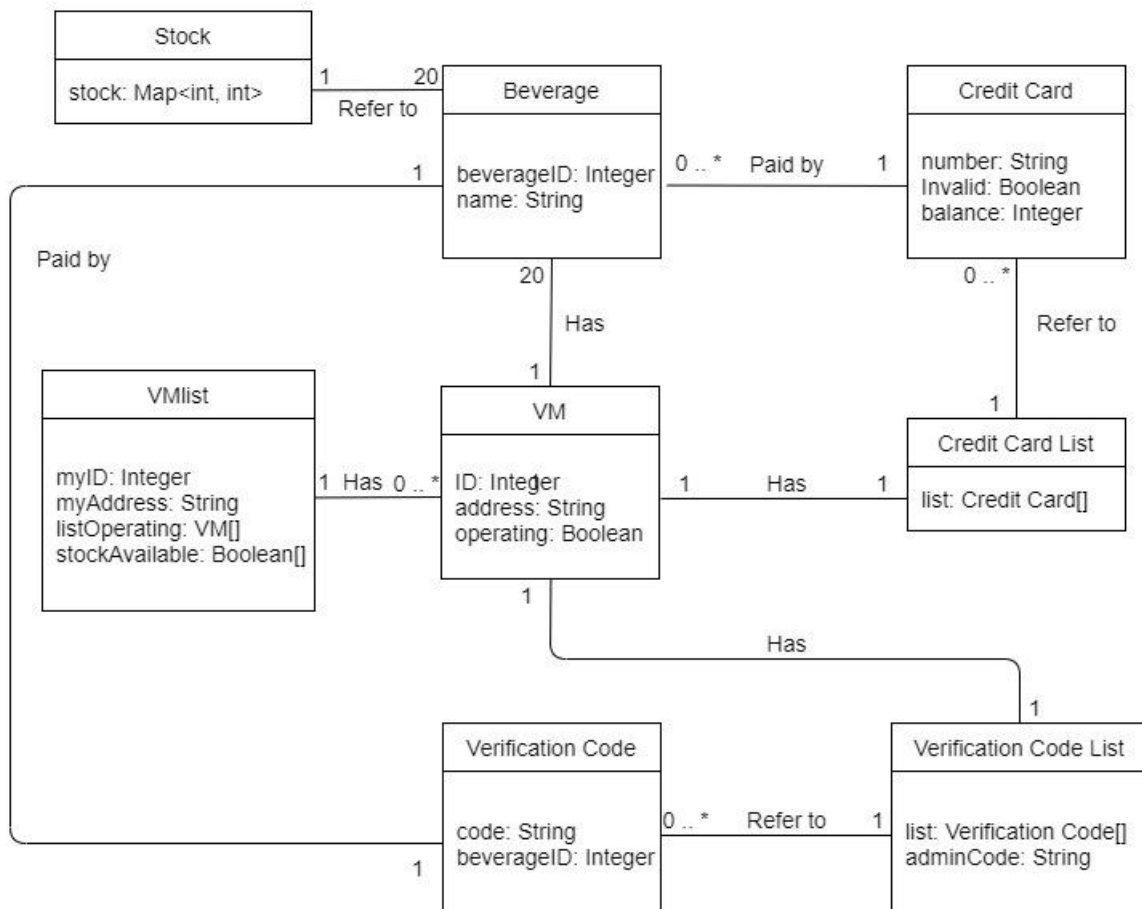 Stock
stock: Map<int, int>
1
20
Refer to
Beverage
beverageID: Integer
name: String
0 .. *
Paid by
1
Credit Card
number: String
Invalid: Boolean
balance: Integer
1
Paid by
20
Has
1
0 .. *
Refer to
1
VMlist
myID: Integer
myAddress: String
listOperating: VM[]
stockAvailable: Boolean[]
1 Has 0 .. *
VM
ID: Integer
1
address: String
operating: Boolean
1
Has
1
Credit Card List
list: Credit Card[]
1
Has
1
Verification Code
code: String
beverageID: Integer
1
0 .. *
Refer to
1
Verification Code List
list: Verification Code[]
adminCode: String